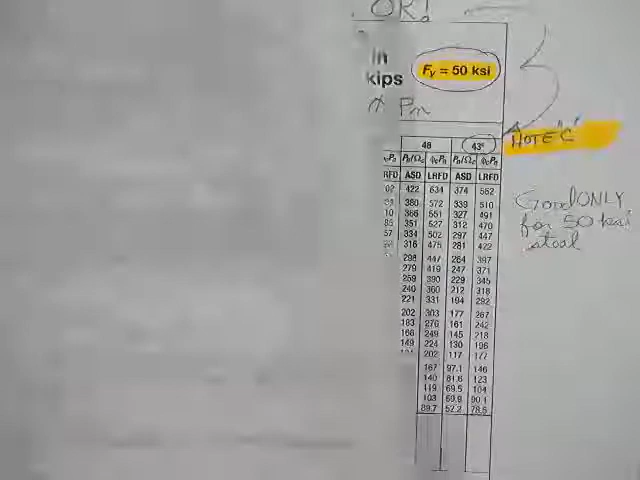 OK!
in
kips
Fy = 50 ksi
ϕ Pn
48 43ᶜ
NOTE "C"
Pn/Ωc ϕcPn Pn/Ωc ϕcPn
RFD ASD LRFD ASD LRFD
422 634 374 562
380 572 339 510
366 551 327 491
351 527 312 470
334 502 297 447
316 475 281 422
298 447 264 397
279 419 247 371
259 390 229 345
240 360 212 318
221 331 194 292
202 303 177 267
183 276 161 242
166 249 145 218
149 224 130 196
202 117 177
167 97.1 146
140 81.6 123
119 69.5 104
103 59.9 90.1
89.7 52.2 78.5
Good ONLY
for 50 ksi
steel